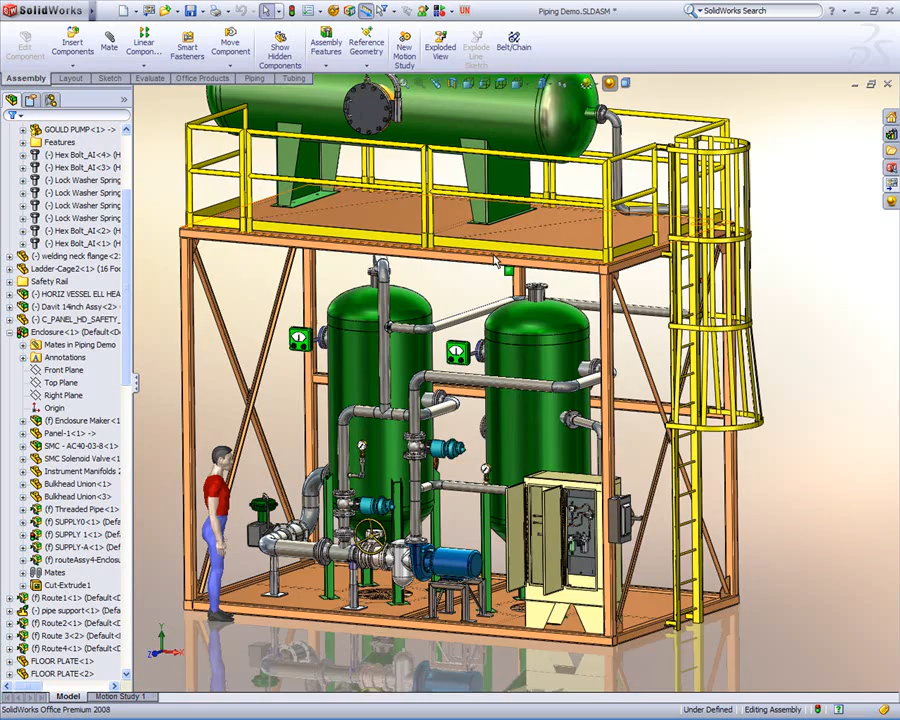 SolidWorks
Piping Demo.SLDASM *
SolidWorks Search
Edit Component
Insert Components
Mate
Linear Compon...
Smart Fasteners
Move Component
Show Hidden Components
Assembly Features
Reference Geometry
New Motion Study
Exploded View
Explode Line Sketch
Belt/Chain
Assembly
Layout
Sketch
Evaluate
Office Products
Piping
Tubing
GOULD PUMP<1> ->
Features
(-) Hex Bolt_AI<4> (H
(-) Hex Bolt_AI<3> (H
(-) Lock Washer Spring
(-) Lock Washer Spring
(-) Lock Washer Spring
(-) Lock Washer Spring
(-) Hex Bolt_AI<2> (H
(-) Hex Bolt_AI<1> (H
(-) welding neck flange<2>
Ladder-Cage2<1> (16 Foo
Safety Rail
(-) HORIZ VESSEL ELL HEA
(-) Davit 14inch Assy<2>
(-) C_PANEL_HD_SAFETY_
Enclosure<1> (Default<D
Mates in Piping Demo
Annotations
Front Plane
Top Plane
Right Plane
Origin
(f) Enclosure Maker<1
Panel-1<1> ->
SMC - AC40-03-8<1>
SMC Solenoid Valve<1
Instrument Manifolds
Bulkhead Union<1>
Bulkhead Union<3>
(f) Threaded Pipe<1>
(f) SUPPLY0<1> (Defa
(f) SUPPLY<1> (Defau
(f) SUPPLY-A<1> (Def
(f) routeAssy4-Enclos
Mates
Cut-Extrude1
(f) Route1<1> (Default<D
(-) pipe support<1> (Defa
(f) Route2<1> (Default<D
(f) Route 3<2> (Default<
(f) Route4<1> (Default<D
FLOOR PLATE<1>
FLOOR PLATE<2>
Model
Motion Study 1
SolidWorks Office Premium 2008
Under Defined
Editing Assembly